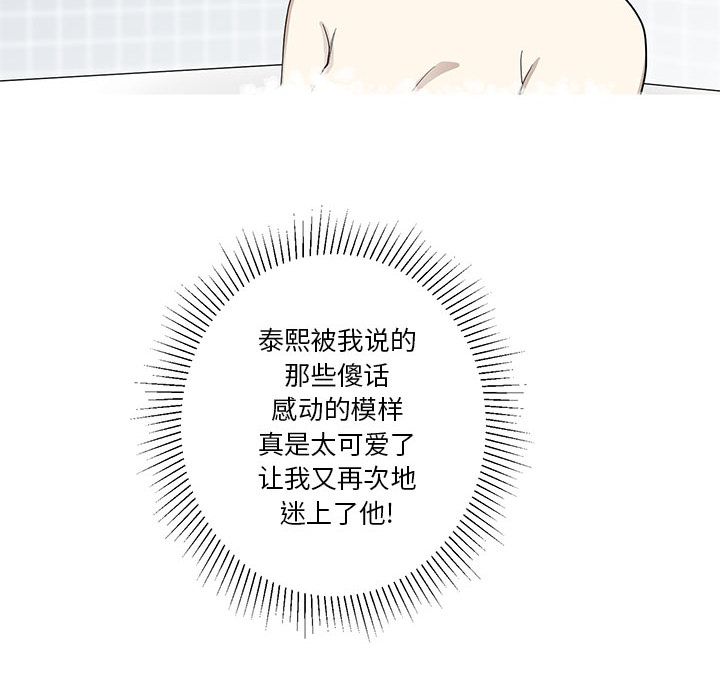 泰熙被我说的
那些傻话
感动的模样
真是太可爱了
让我又再次地
迷上了他!